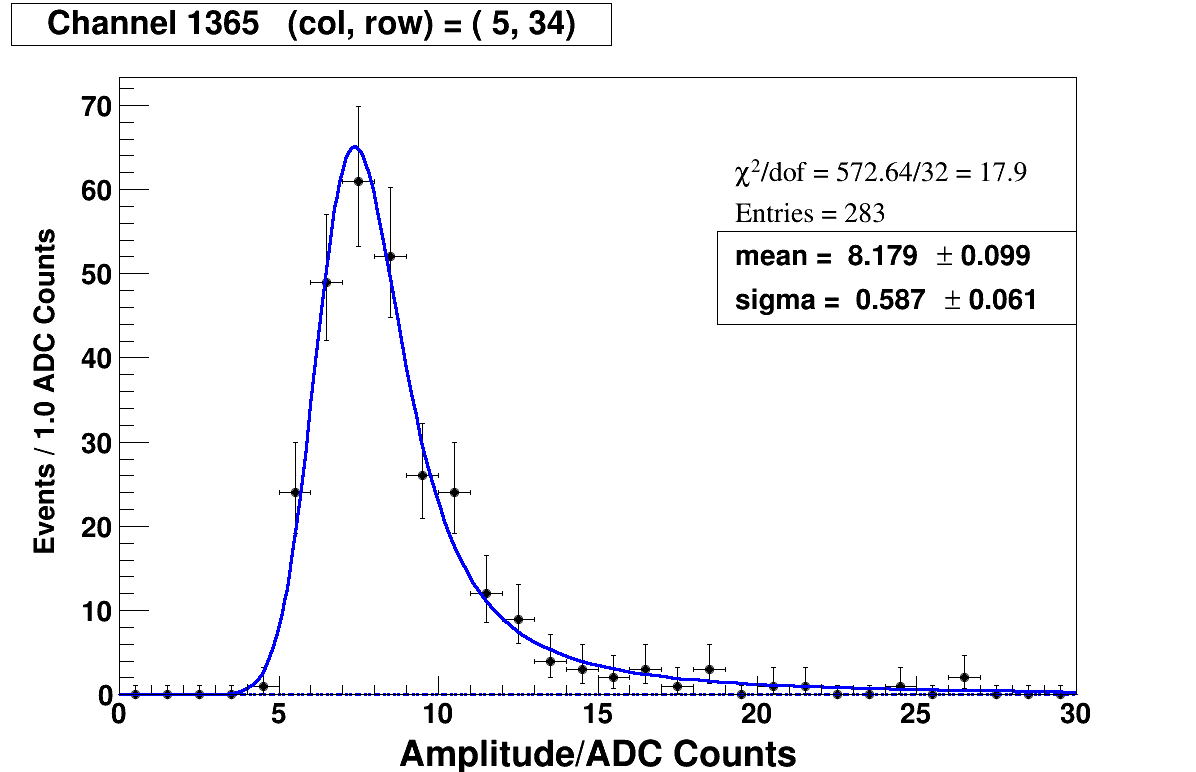 Channel 1365 (col, row) = ( 5, 34)
χ²/dof = 572.64/32 = 17.9
Entries = 283
mean = 8.179 ± 0.099
sigma = 0.587 ± 0.061
Events / 1.0 ADC Counts
70
60
50
40
30
20
10
0
0 5 10 15 20 25 30
Amplitude/ADC Counts